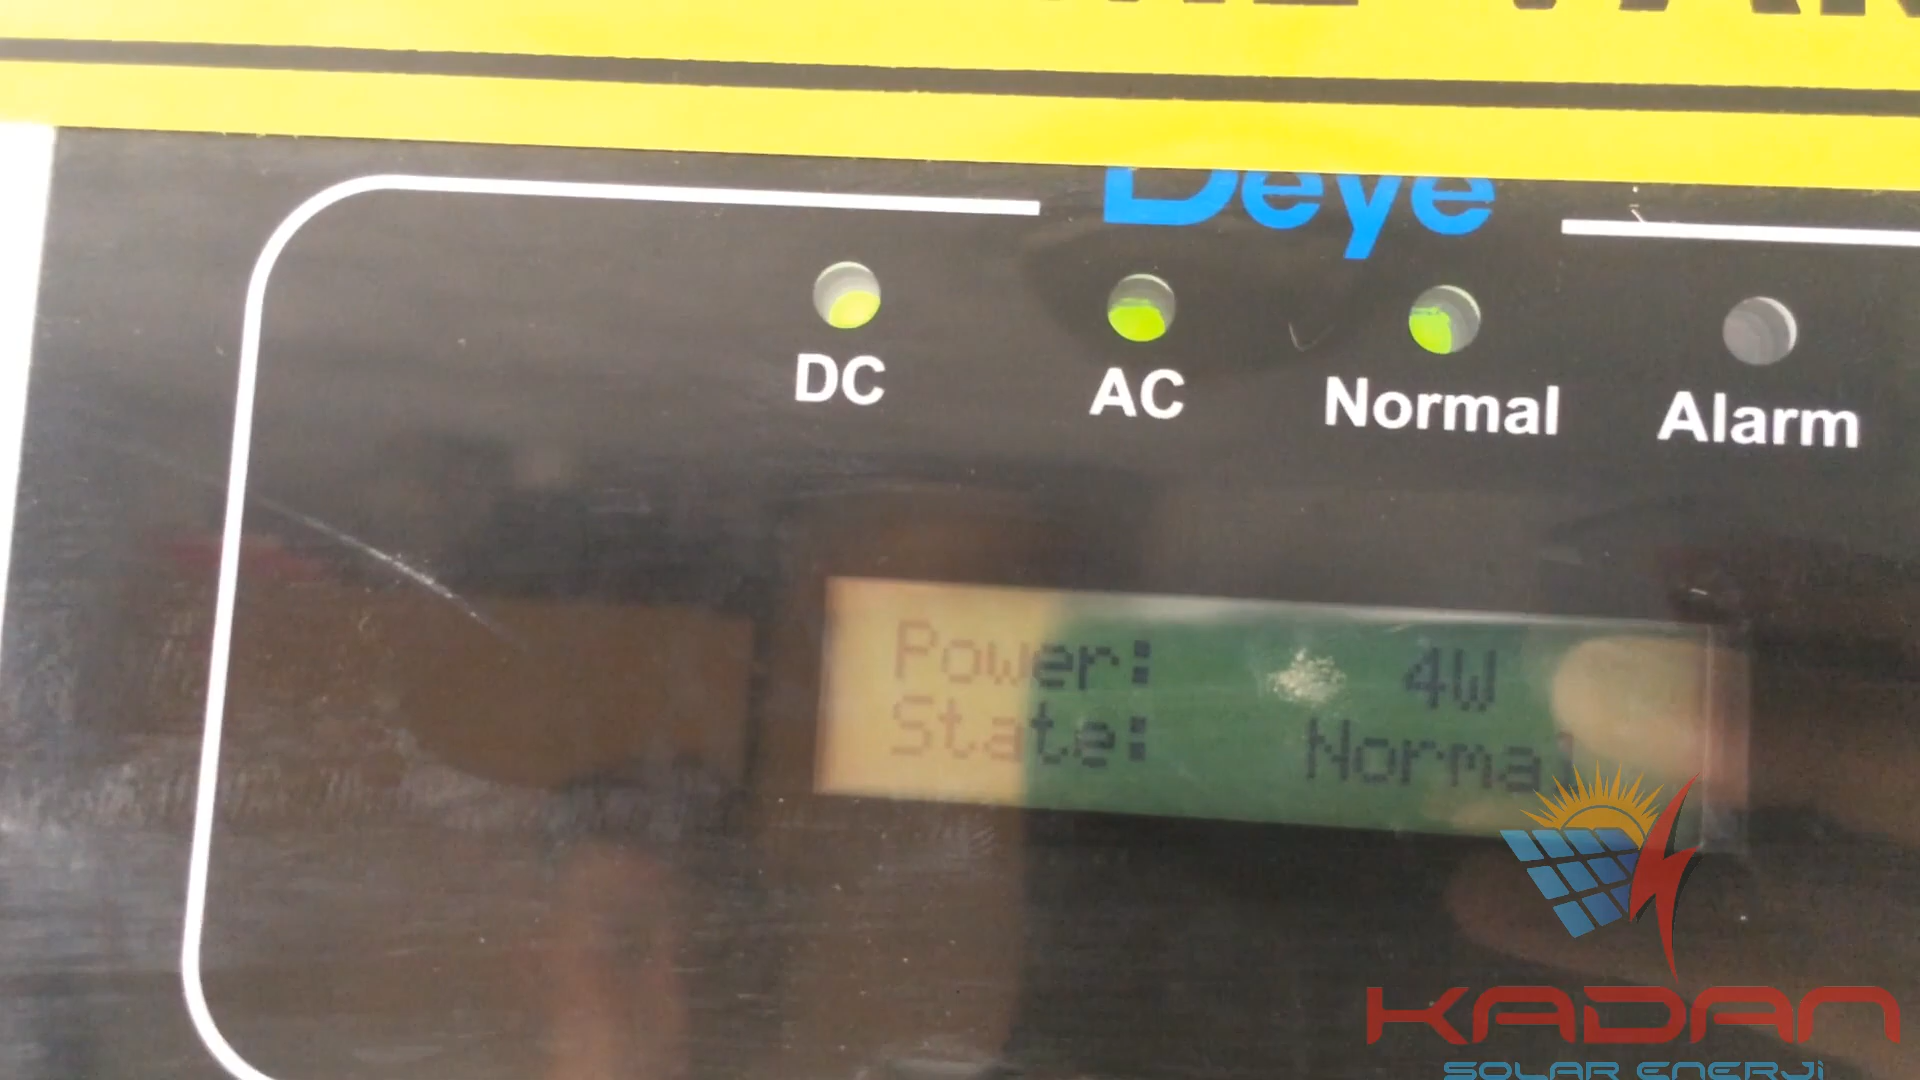 Deye
DC AC Normal Alarm
Power: 4W
State: Normal
KADAN
SOLAR ENERJİ